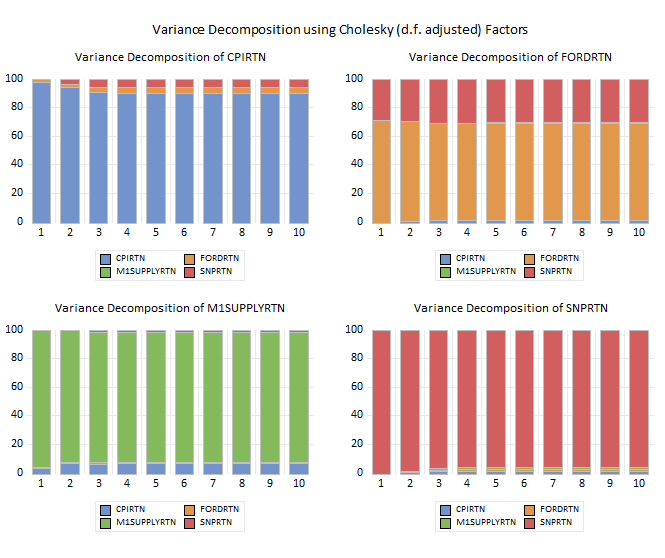 Variance Decomposition using Cholesky (d.f. adjusted) Factors
Variance Decomposition of CPIRTN
100
80
60
40
20
0
1 2 3 4 5 6 7 8 9 10
CPIRTN FORDRTN
M1SUPPLYRTN SNPRTN
Variance Decomposition of FORDRTN
100
80
60
40
20
0
1 2 3 4 5 6 7 8 9 10
CPIRTN FORDRTN
M1SUPPLYRTN SNPRTN
Variance Decomposition of M1SUPPLYRTN
100
80
60
40
20
0
1 2 3 4 5 6 7 8 9 10
CPIRTN FORDRTN
M1SUPPLYRTN SNPRTN
Variance Decomposition of SNPRTN
100
80
60
40
20
0
1 2 3 4 5 6 7 8 9 10
CPIRTN FORDRTN
M1SUPPLYRTN SNPRTN